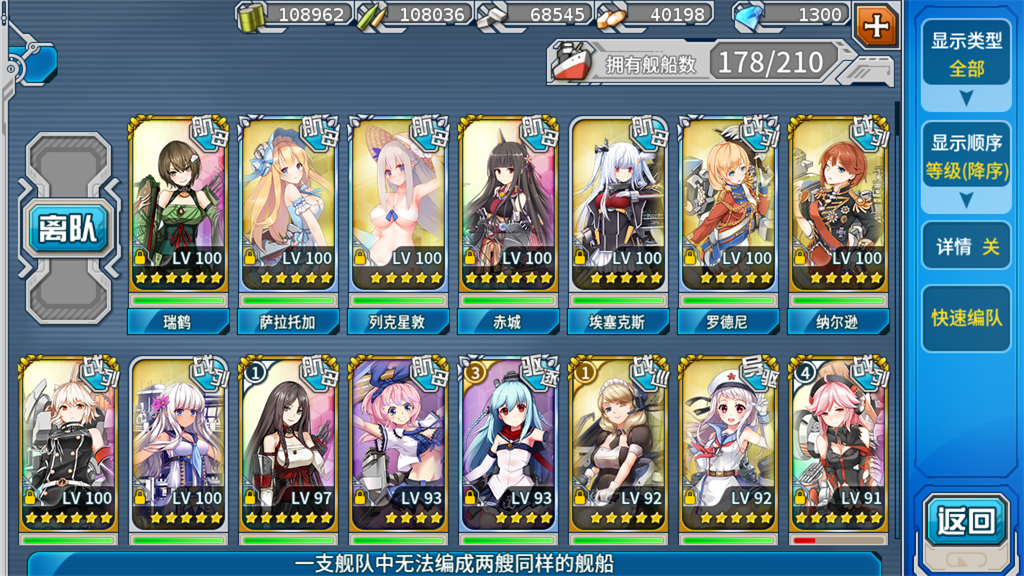 108962 108036 68545 40198 1300
拥有舰船数 178/210
显示类型
全部
显示顺序
等级(降序)
详情 关
快速编队
返回
离队
航母 航母 航母 航母 航母 战列 战列
LV 100 LV 100 LV 100 LV 100 LV 100 LV 100 LV 100
瑞鹤 萨拉托加 列克星敦 赤城 埃塞克斯 罗德尼 纳尔逊
战列 战列 1 航母 航母 3 驱逐 1 战巡 导驱 4 战列
LV 100 LV 100 LV 97 LV 93 LV 93 LV 92 LV 92 LV 91
一支舰队中无法编成两艘同样的舰船